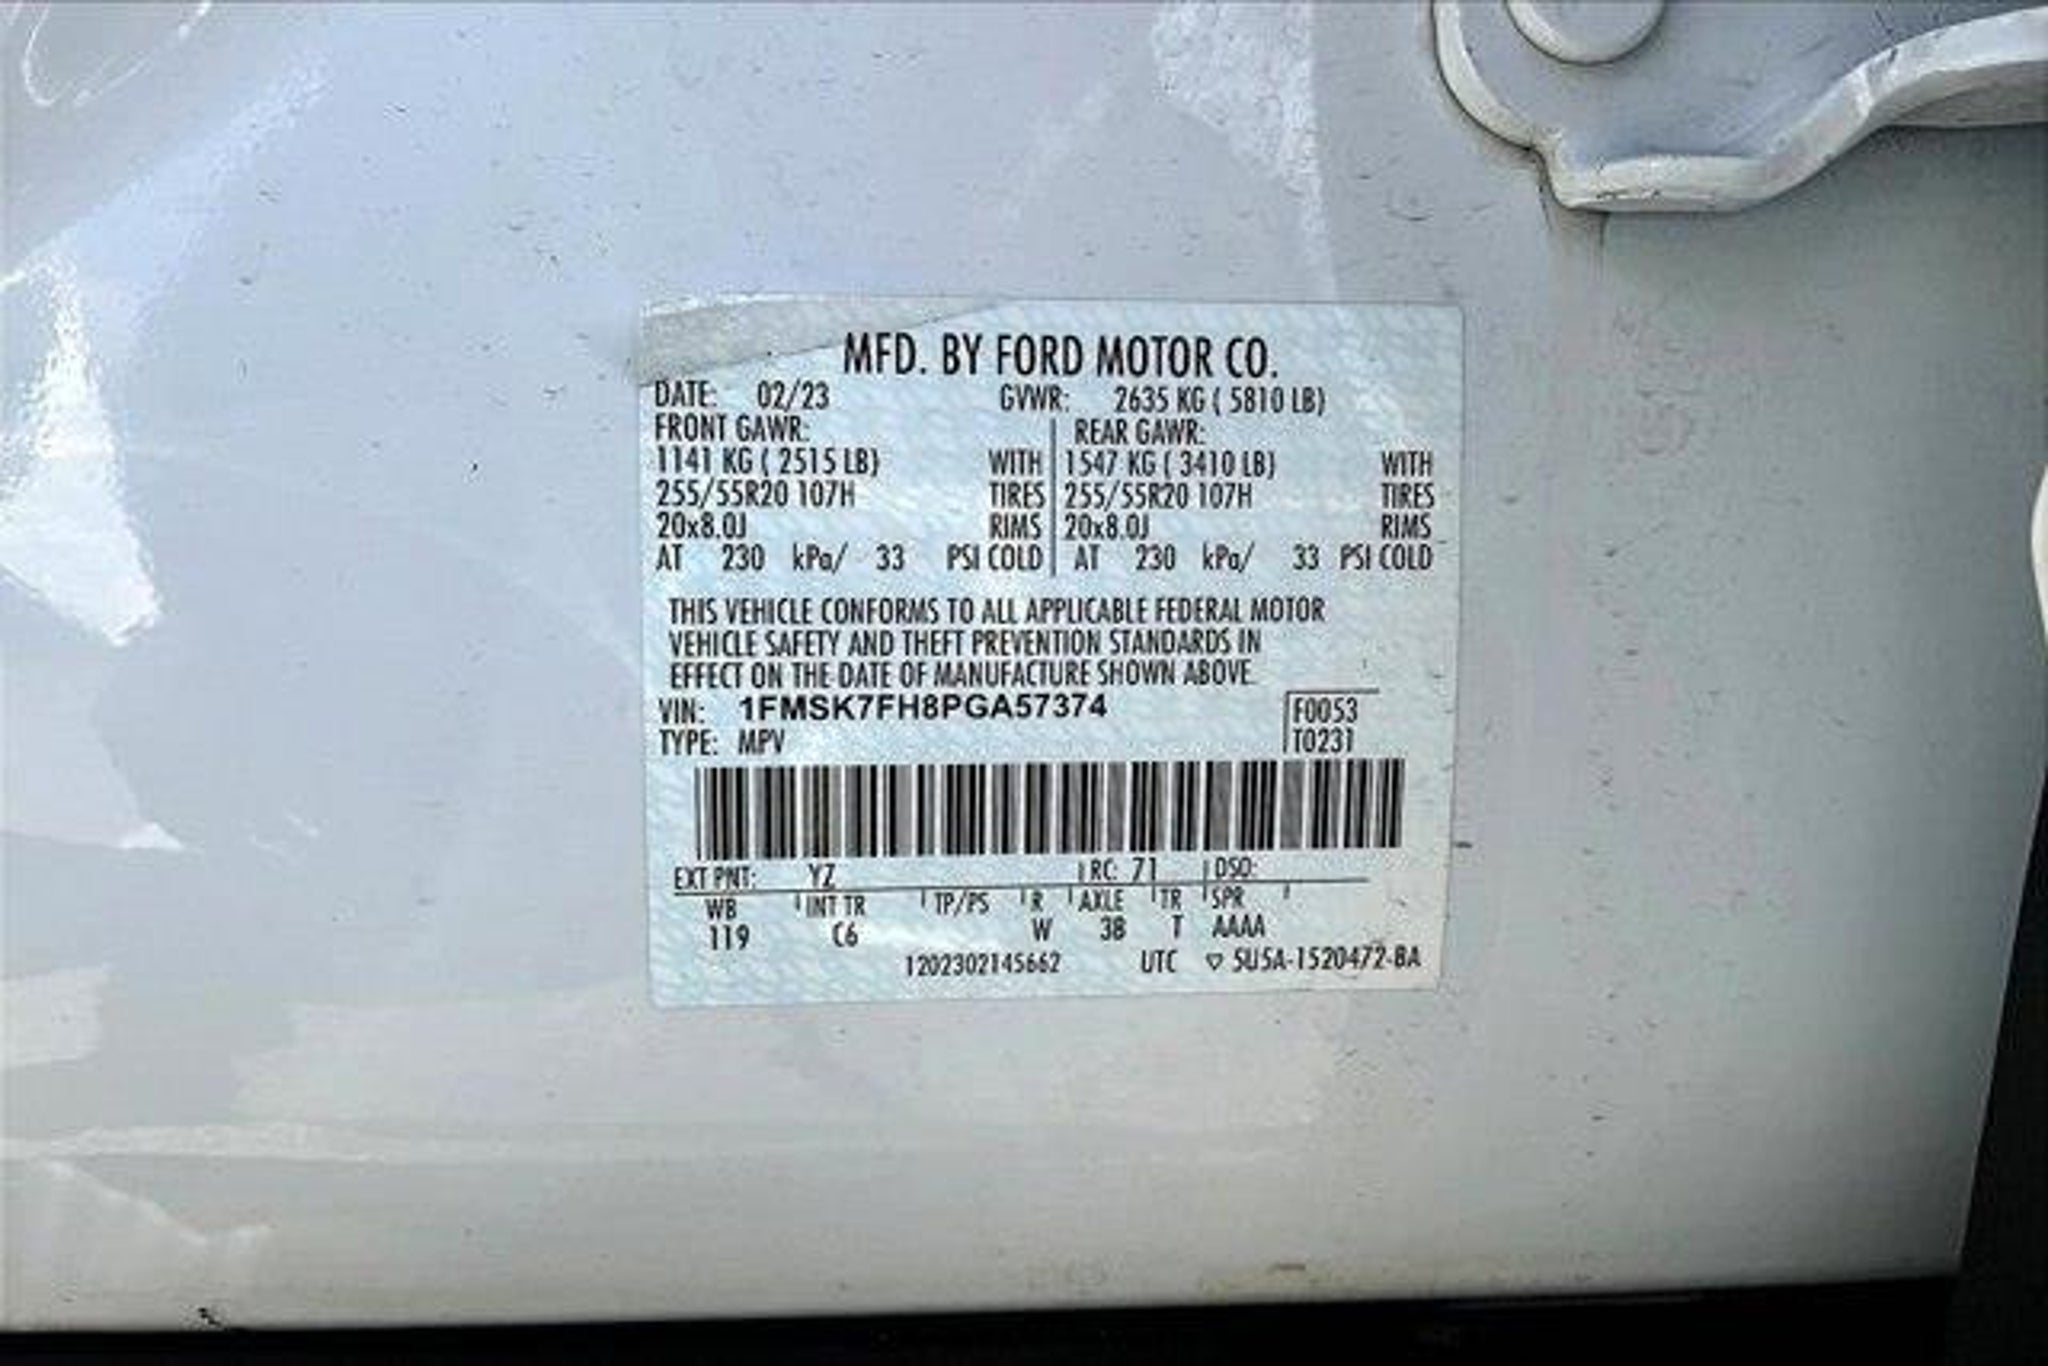 MFD. BY FORD MOTOR CO.
DATE: 02/23 GVWR: 2635 KG ( 5810 LB)
FRONT GAWR: REAR GAWR:
1141 KG ( 2515 LB) WITH 1547 KG ( 3410 LB) WITH
255/55R20 107H TIRES 255/55R20 107H TIRES
20x8.0J RIMS 20x8.0J RIMS
AT 230 kPa/ 33 PSI COLD AT 230 kPa/ 33 PSI COLD
THIS VEHICLE CONFORMS TO ALL APPLICABLE FEDERAL MOTOR
VEHICLE SAFETY AND THEFT PREVENTION STANDARDS IN
EFFECT ON THE DATE OF MANUFACTURE SHOWN ABOVE.
VIN: 1FMSK7FH8PGA57374 F0053
TYPE: MPV T0231
EXT PNT: YZ RC: 71 DSO:
WB INT TR TP/PS R AXLE TR SPR
119 C6 W 3B T AAAA
1202302145662 UTC ▽ 5U5A-1520472-BA